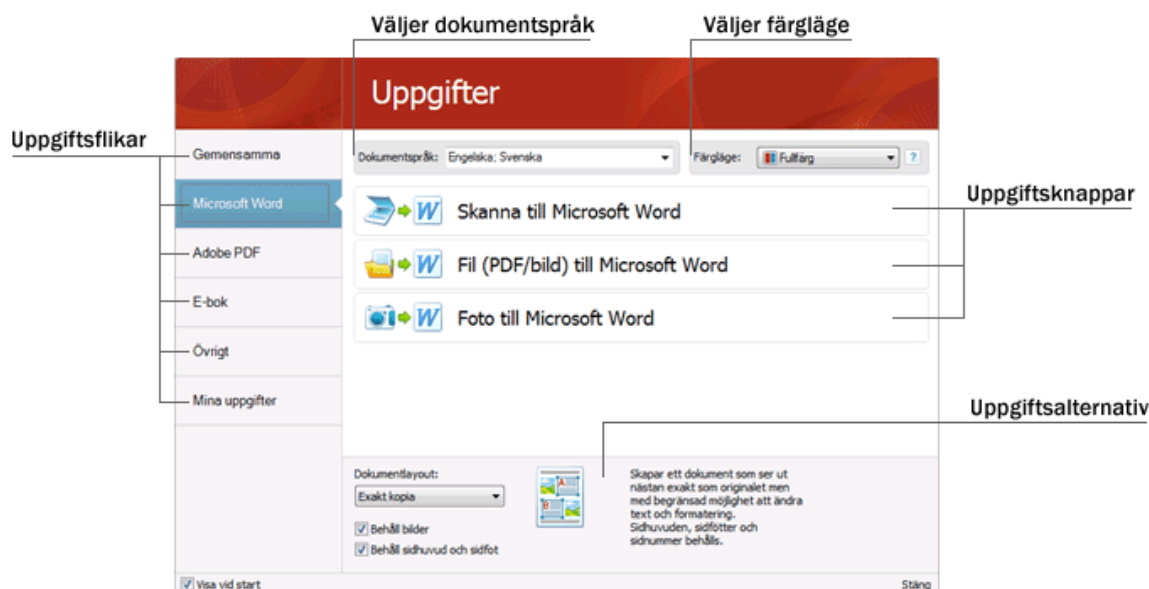 Väljer dokumentspråk
Väljer färgläge
Uppgifter
Uppgiftsflikar
Gemensamma
Dokumentspråk: Engelska; Svenska
Färgläge: Fullfärg ?
Microsoft Word
Skanna till Microsoft Word
Uppgiftsknappar
Adobe PDF
Fil (PDF/bild) till Microsoft Word
E-bok
Foto till Microsoft Word
Övrigt
Mina uppgifter
Uppgiftsalternativ
Dokumentlayout:
Exakt kopia
Behåll bilder
Behåll sidhuvud och sidfot
A
B
Skapar ett dokument som ser ut
nästan exakt som originalet men
med begränsad möjlighet att ändra
text och formatering.
Sidhuvuden, sidfötter och
sidnummer behålls.
Visa vid start
Stäng